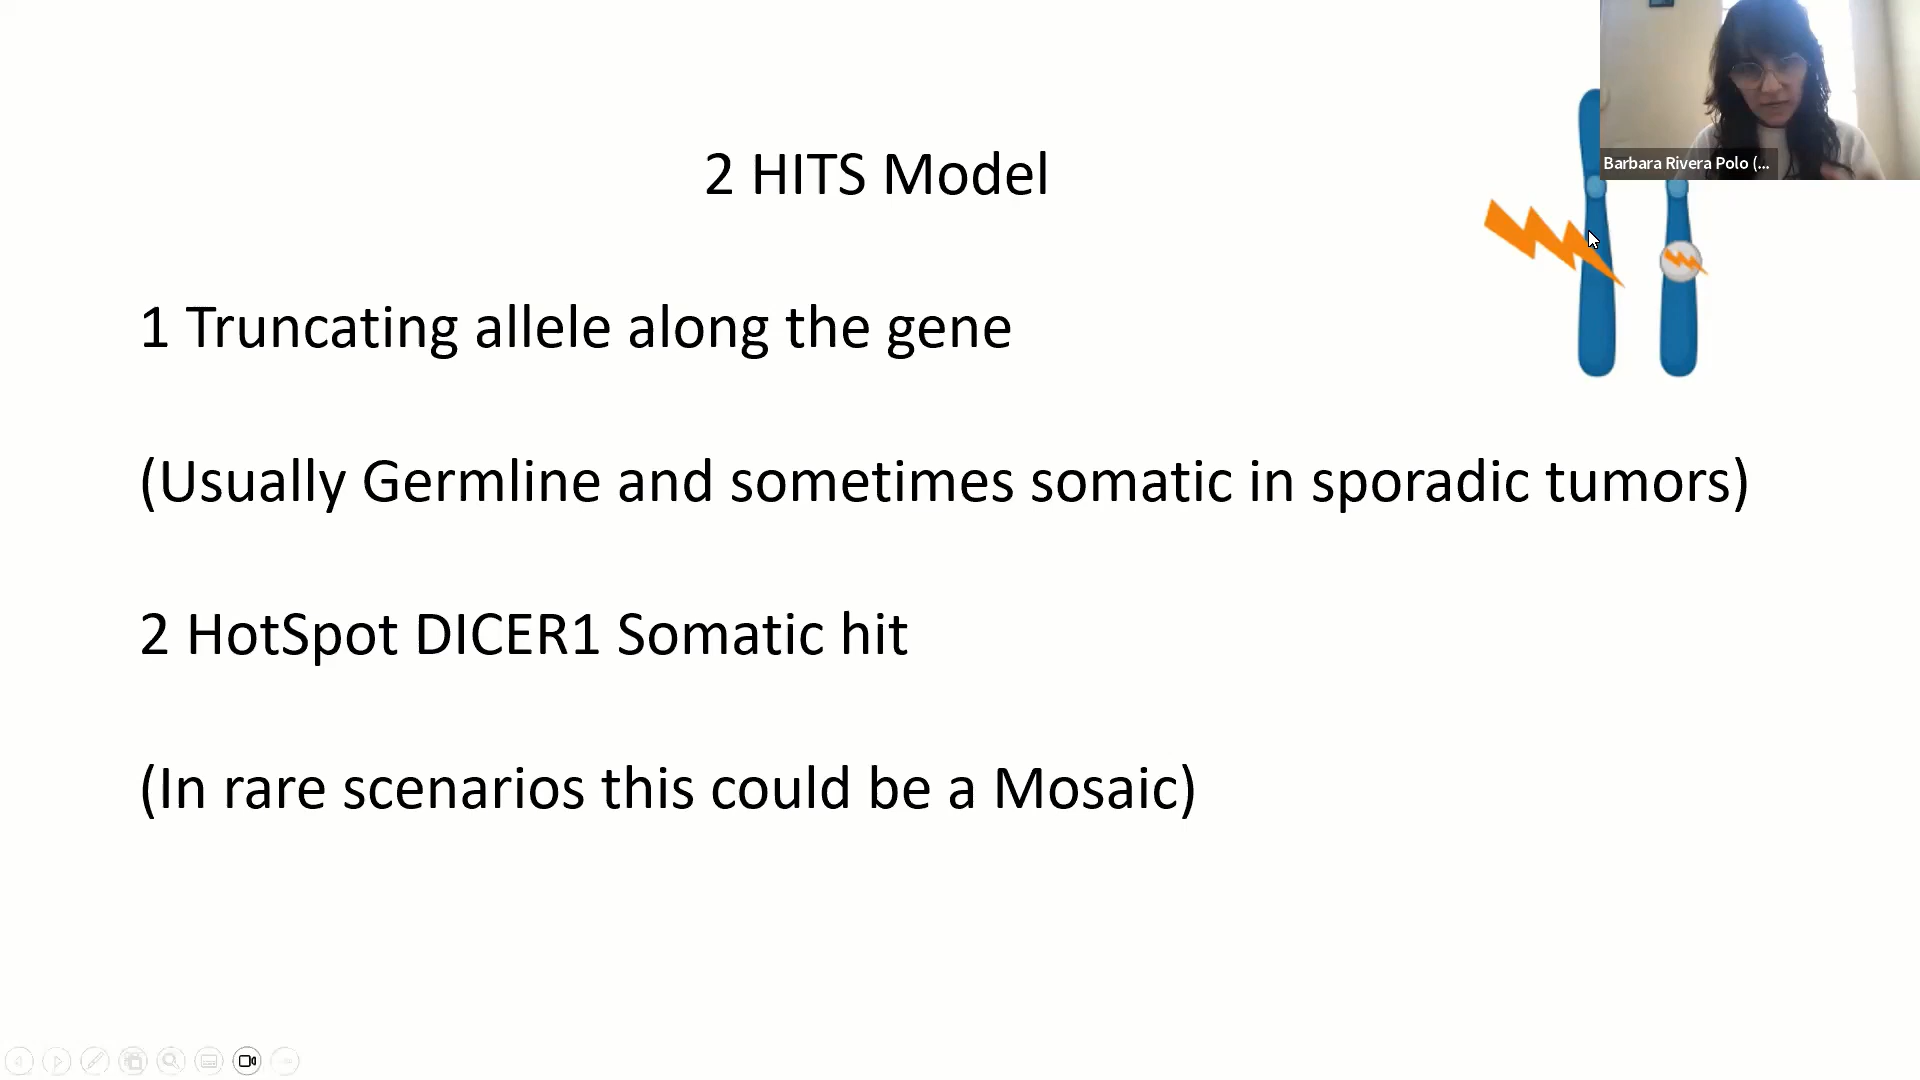 2 HITS Model
1 Truncating allele along the gene
(Usually Germline and sometimes somatic in sporadic tumors)
2 HotSpot DICER1 Somatic hit
(In rare scenarios this could be a Mosaic)
Barbara Rivera Polo (...